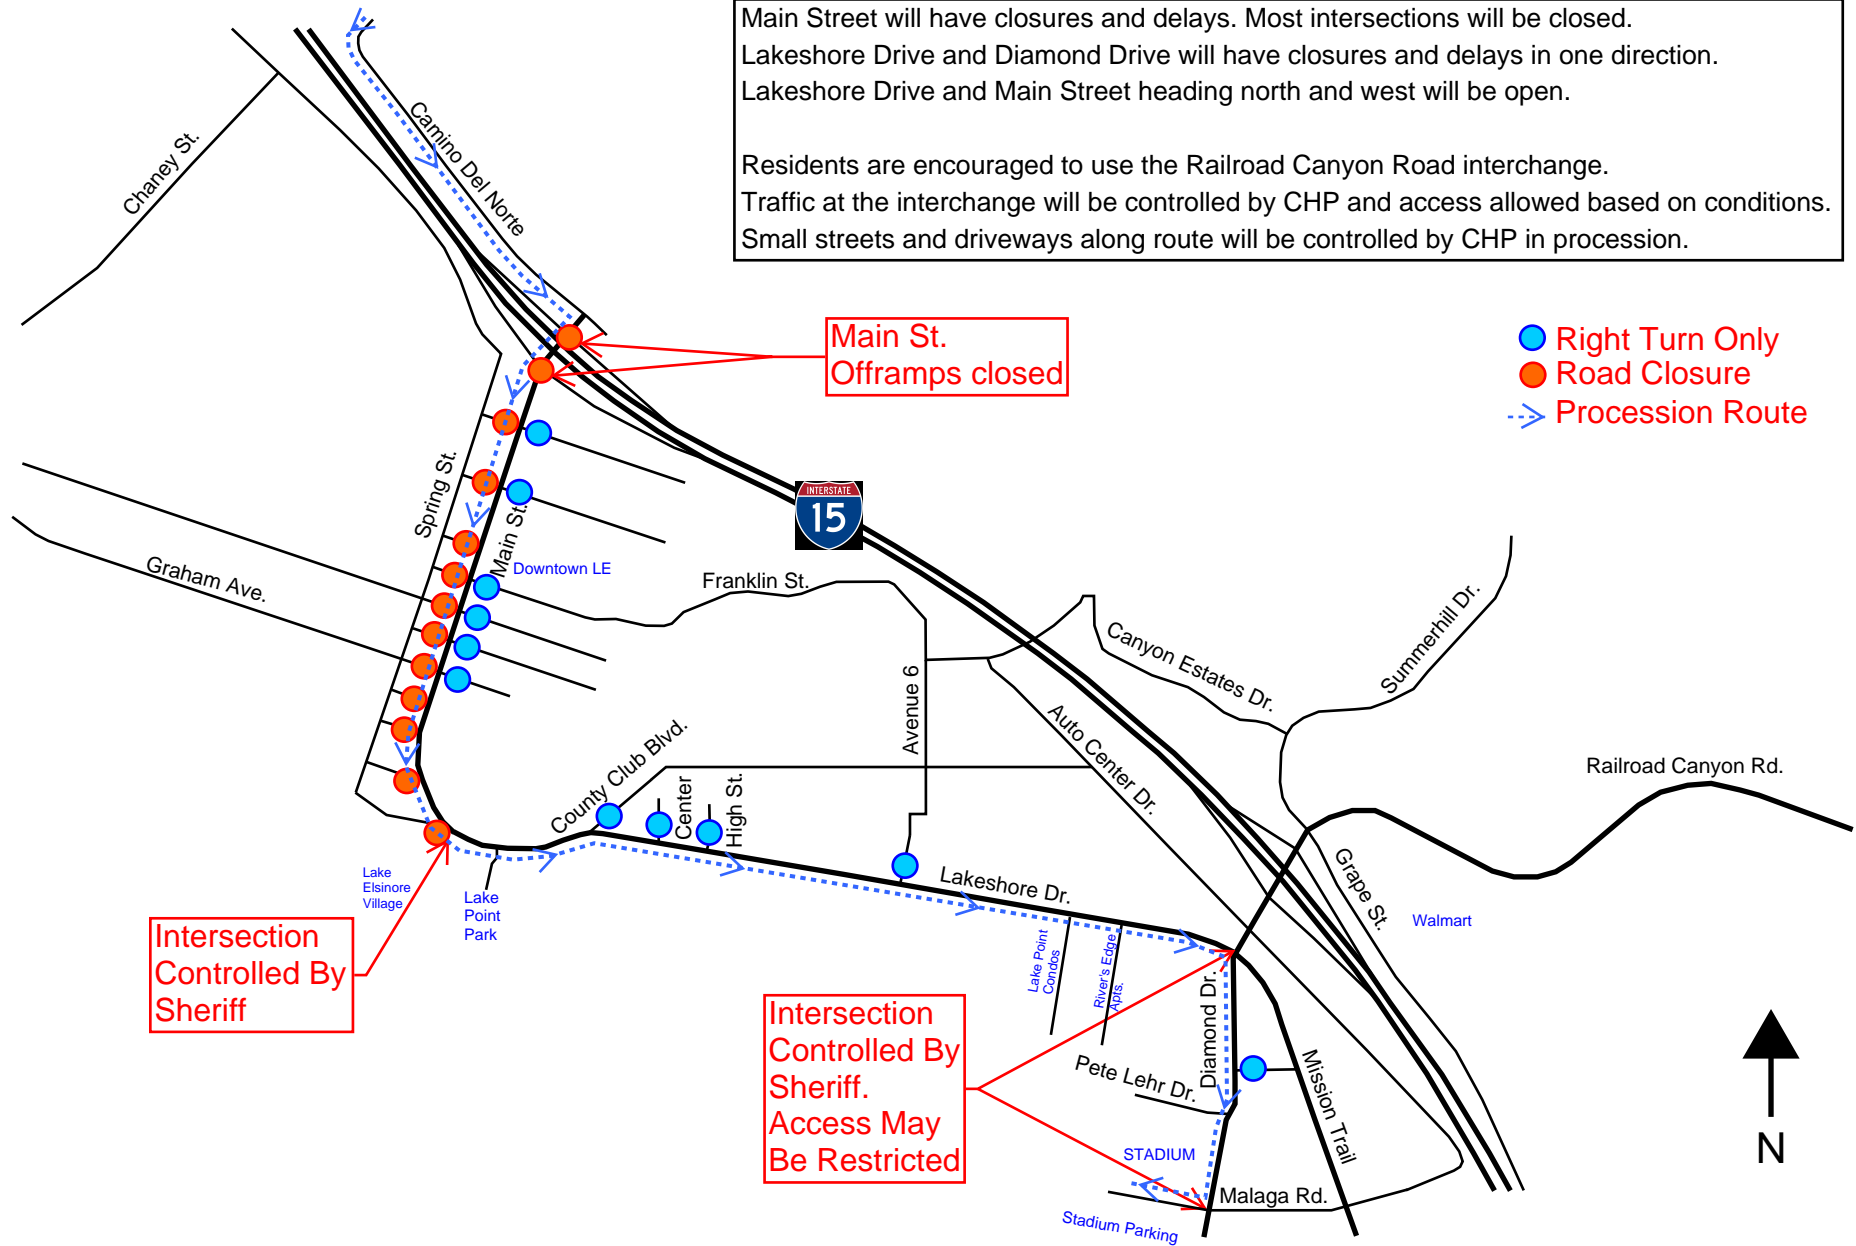 Main Street will have closures and delays. Most intersections will be closed.
Lakeshore Drive and Diamond Drive will have closures and delays in one direction.
Lakeshore Drive and Main Street heading north and west will be open.
Residents are encouraged to use the Railroad Canyon Road interchange.
Traffic at the interchange will be controlled by CHP and access allowed based on conditions.
Small streets and driveways along route will be controlled by CHP in procession.
Chaney St.
Camino Del Norte
Main St.
Offramps closed
Right Turn Only
Road Closure
Procession Route
Spring St.
Main St.
INTERSTATE
15
Downtown LE
Graham Ave.
Franklin St.
Canyon Estates Dr.
Summerhill Dr.
Avenue 6
Auto Center Dr.
County Club Blvd.
Center
High St.
Railroad Canyon Rd.
Lake
Elsinore
Village
Lake
Point
Park
Lakeshore Dr.
Grape St.
Walmart
Intersection
Controlled By
Sheriff
Lake Point
Condos
River's Edge
Apts.
Intersection
Controlled By
Sheriff.
Access May
Be Restricted
Diamond Dr.
Pete Lehr Dr.
Mission Trail
STADIUM
Malaga Rd.
Stadium Parking
N